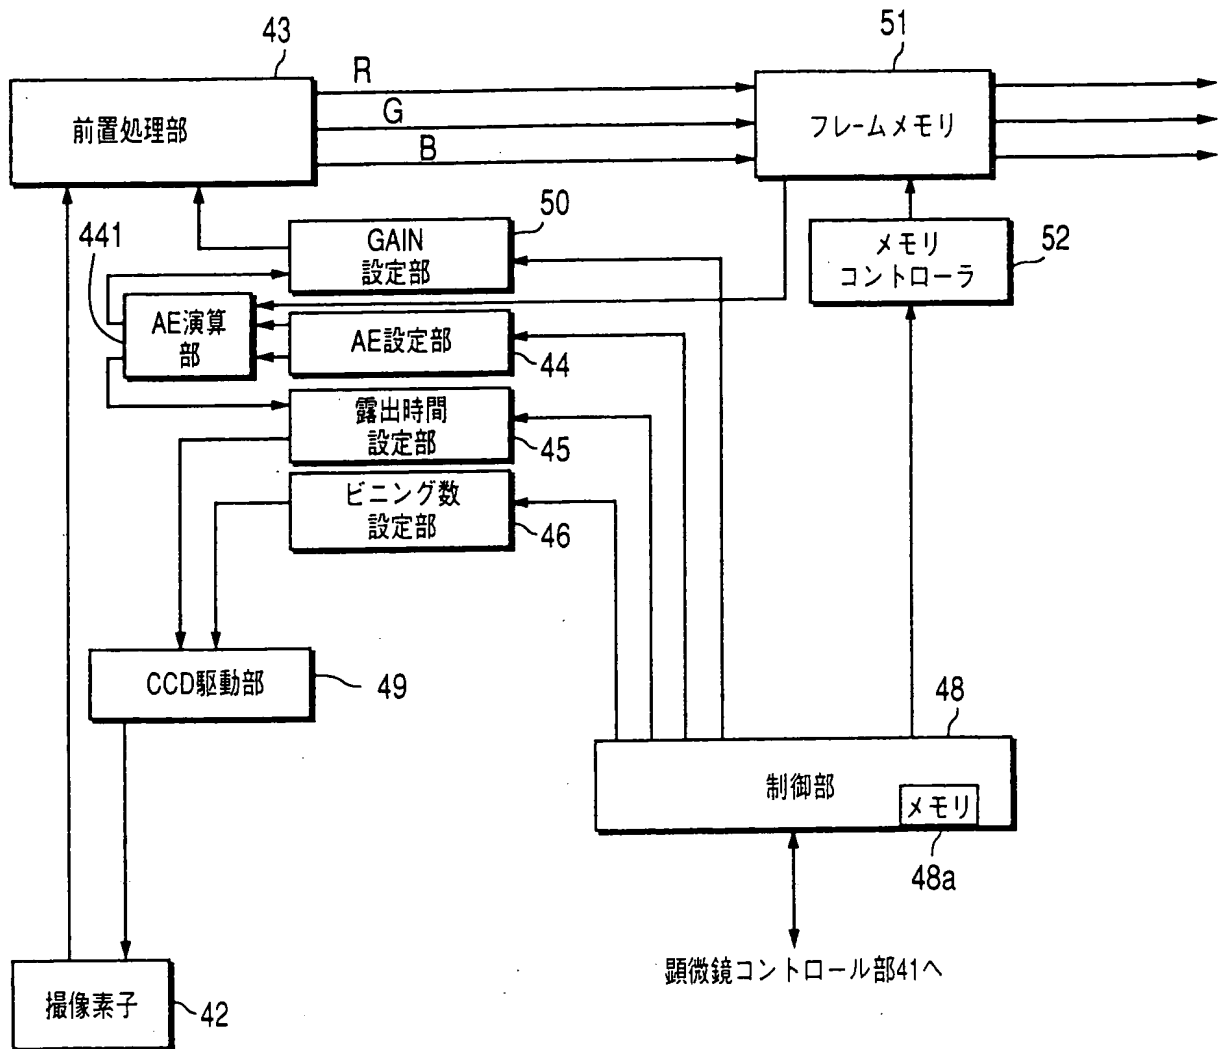 43
51
R
G
B
前置処理部
フレームメモリ
50
441
GAIN
設定部
メモリ
コントローラ
52
AE演算
部
AE設定部
44
露出時間
設定部
45
ビニング数
設定部
46
CCD駆動部
49
48
制御部
メモリ
48a
顕微鏡コントロール部41へ
撮像素子
42